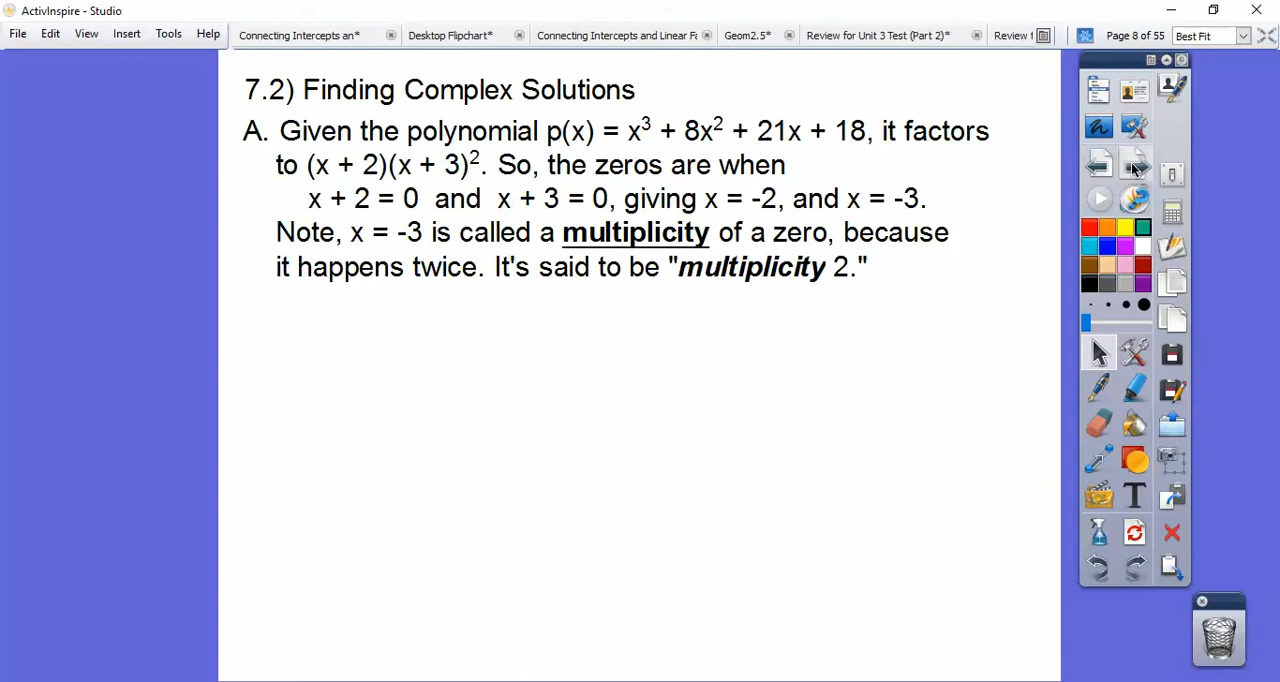 ActivInspire - Studio
File Edit View Insert Tools Help
Connecting Intercepts an* Desktop Flipchart* Connecting Intercepts and Linear Fa Geom2.5* Review for Unit 3 Test (Part 2)* Review f
Page 8 of 55 Best Fit
7.2) Finding Complex Solutions
A. Given the polynomial p(x) = x³ + 8x² + 21x + 18, it factors
to (x + 2)(x + 3)². So, the zeros are when
x + 2 = 0 and x + 3 = 0, giving x = -2, and x = -3.
Note, x = -3 is called a multiplicity of a zero, because
it happens twice. It's said to be "multiplicity 2."